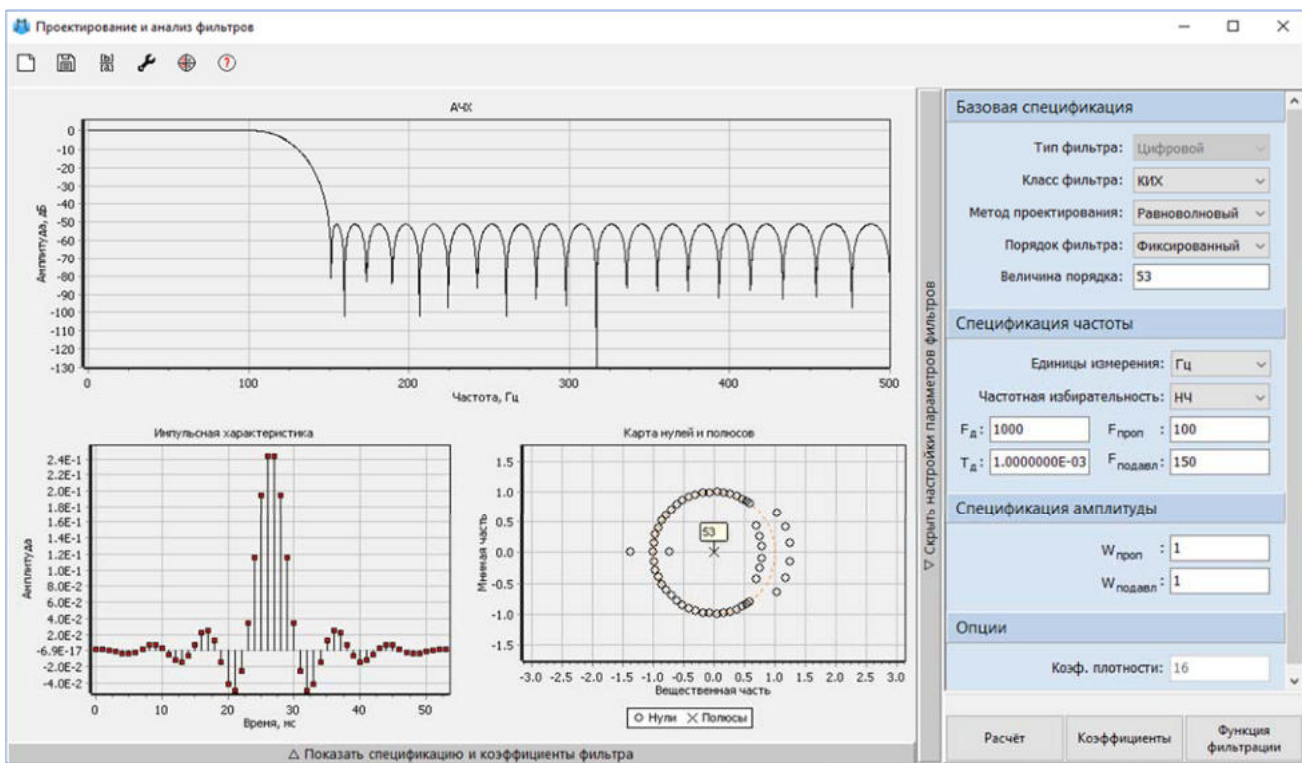 Проектирование и анализ фильтров
[b]
[a]
?
АЧХ
Амплитуда, дБ
0
-10
-20
-30
-40
-50
-60
-70
-80
-90
-100
-110
-120
-130
0 100 200 300 400 500
Частота, Гц
Импульсная характеристика
Амплитуда
2.4E-1
2.2E-1
2.0E-1
1.8E-1
1.6E-1
1.4E-1
1.2E-1
1.0E-1
8.0E-2
6.0E-2
4.0E-2
2.0E-2
-6.9E-17
-2.0E-2
-4.0E-2
0 10 20 30 40 50
Время, мс
Карта нулей и полюсов
Мнимая часть
1.5
1.0
0.5
0.0
-0.5
-1.0
-1.5
53
-3.0 -2.5 -2.0 -1.5 -1.0 -0.5 0.0 0.5 1.0 1.5 2.0 2.5 3.0
Вещественная часть
Нули Полюсы
△ Показать спецификацию и коэффициенты фильтра
▽ Скрыть настройки параметров фильтров
Базовая спецификация
Тип фильтра: Цифровой
Класс фильтра: КИХ
Метод проектирования: Равноволновый
Порядок фильтра: Фиксированный
Величина порядка: 53
Спецификация частоты
Единицы измерения: Гц
Частотная избирательность: НЧ
Fд: 1000 Fпроп : 100
Tд: 1.0000000E-03 Fподавл : 150
Спецификация амплитуды
Wпроп : 1
Wподавл : 1
Опции
Коэф. плотности: 16
Расчёт Коэффициенты Функция фильтрации